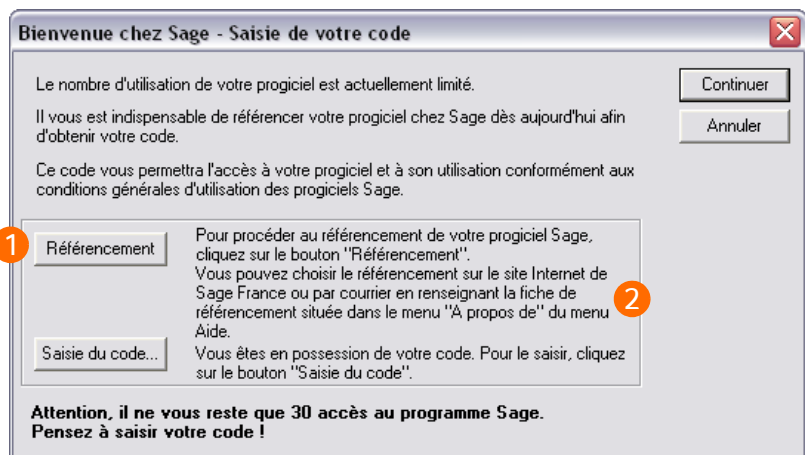 Bienvenue chez Sage - Saisie de votre code
Le nombre d'utilisation de votre progiciel est actuellement limité.
Continuer
Il vous est indispensable de référencer votre progiciel chez Sage dès aujourd'hui afin
d'obtenir votre code.
Annuler
Ce code vous permettra l'accès à votre progiciel et à son utilisation conformément aux
conditions générales d'utilisation des progiciels Sage.
1
Référencement
Pour procéder au référencement de votre progiciel Sage,
cliquez sur le bouton "Référencement".
Vous pouvez choisir le référencement sur le site Internet de
Sage France ou par courrier en renseignant la fiche de
référencement située dans le menu "A propos de" du menu
Aide.
2
Saisie du code...
Vous êtes en possession de votre code. Pour le saisir, cliquez
sur le bouton "Saisie du code".
Attention, il ne vous reste que 30 accès au programme Sage.
Pensez à saisir votre code !